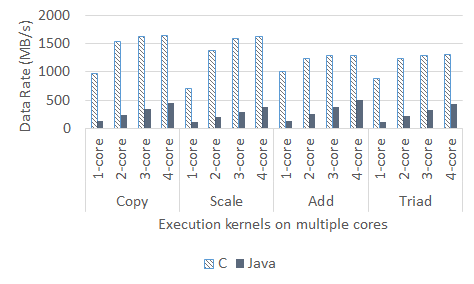 2000
1500
1000
500
0
Data Rate (MB/s)
1-core 2-core 3-core 4-core 1-core 2-core 3-core 4-core 1-core 2-core 3-core 4-core 1-core 2-core 3-core 4-core
Copy Scale Add Triad
Execution kernels on multiple cores
C Java